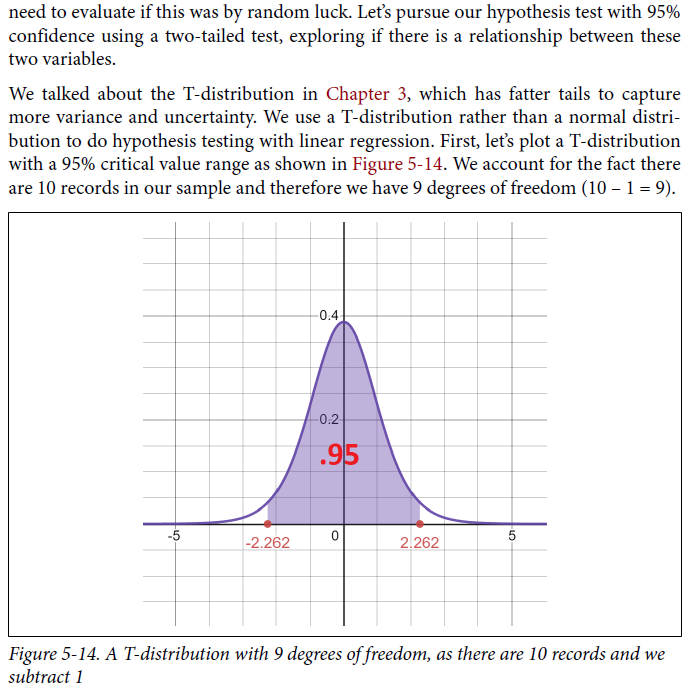 need to evaluate if this was by random luck. Let’s pursue our hypothesis test with 95%
confidence using a two-tailed test, exploring if there is a relationship between these
two variables.
We talked about the T-distribution in Chapter 3, which has fatter tails to capture
more variance and uncertainty. We use a T-distribution rather than a normal distri-
bution to do hypothesis testing with linear regression. First, let’s plot a T-distribution
with a 95% critical value range as shown in Figure 5-14. We account for the fact there
are 10 records in our sample and therefore we have 9 degrees of freedom (10 – 1 = 9).
0.4
0.2
.95
-5
-2.262
0
2.262
5
Figure 5-14. A T-distribution with 9 degrees of freedom, as there are 10 records and we
subtract 1